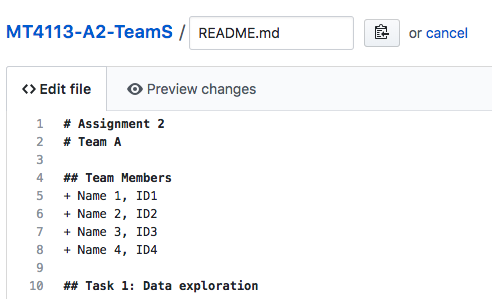 MT4113-A2-TeamS / README.md or cancel
<> Edit file Preview changes
1 # Assignment 2
2 # Team A
3
4 ## Team Members
5 + Name 1, ID1
6 + Name 2, ID2
7 + Name 3, ID3
8 + Name 4, ID4
9
10 ## Task 1: Data exploration